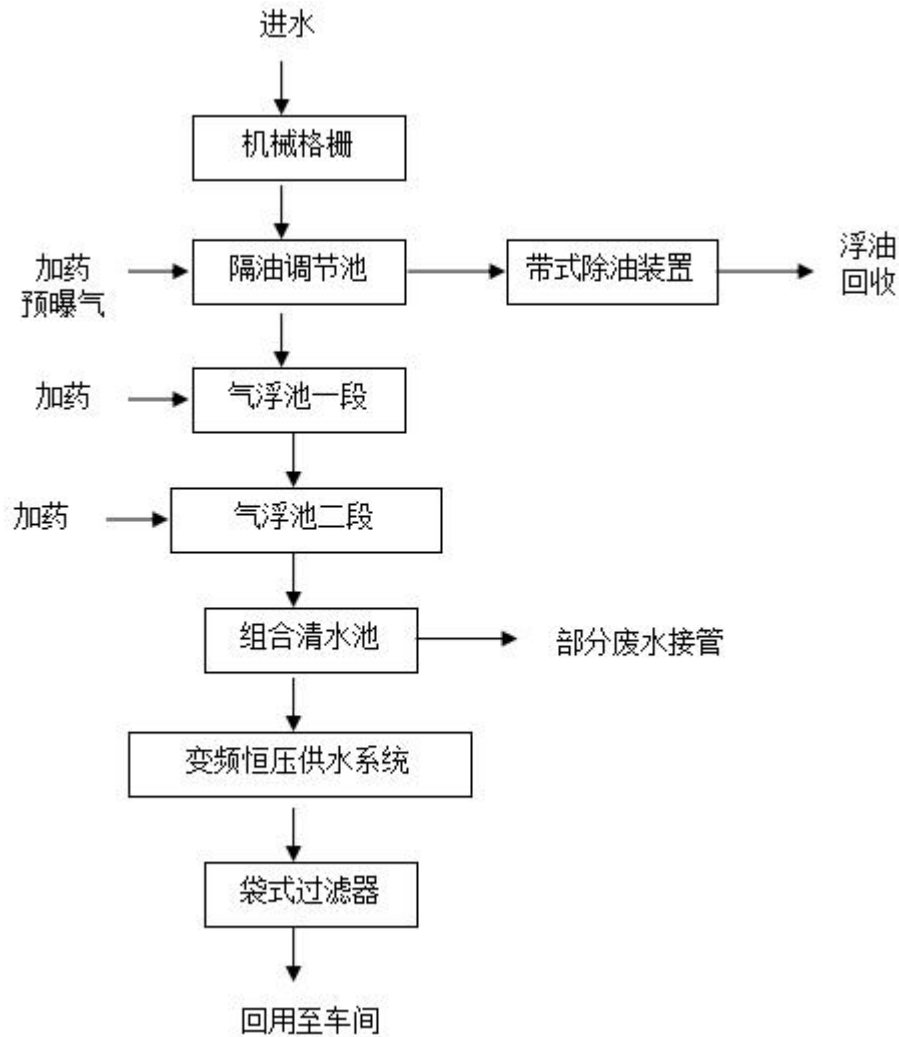 进水
机械格栅
加药
预曝气
隔油调节池
带式除油装置
浮油
回收
加药
气浮池一段
加药
气浮池二段
组合清水池
部分废水接管
变频恒压供水系统
袋式过滤器
回用至车间